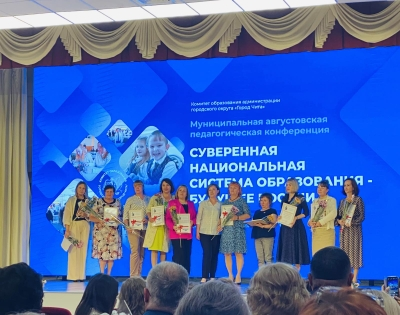 Комитет образования администрации
городского округа «Город Чита»
Муниципальная августовская
педагогическая конференция
СУВЕРЕННАЯ
НАЦИОНАЛЬНАЯ
СИСТЕМА ОБРАЗОВАНИЯ -